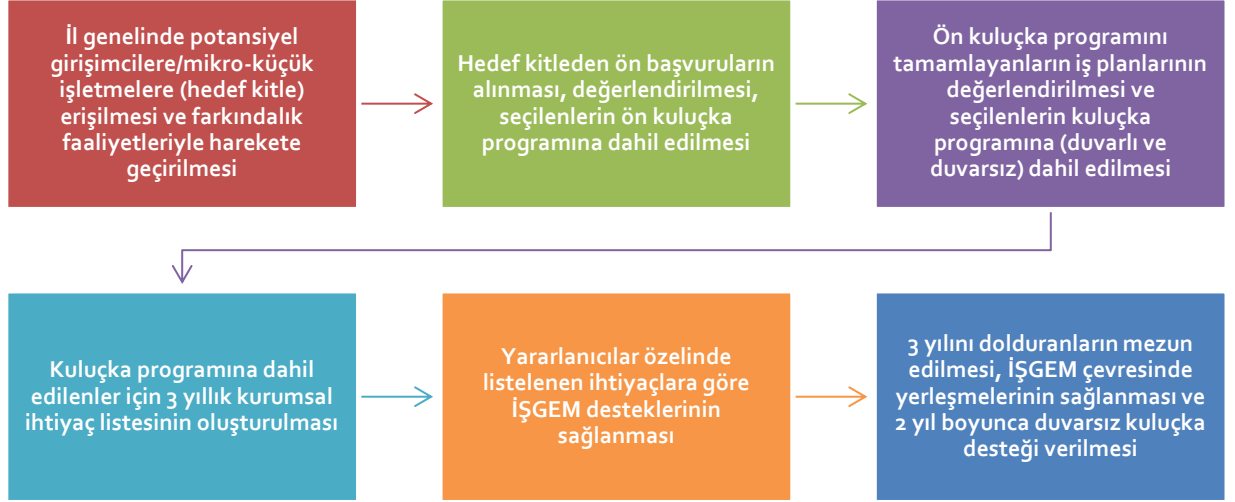 İl genelinde potansiyel
girişimcilere/mikro-küçük
işletmelere (hedef kitle)
erişilmesi ve farkındalık
faaliyetleriyle harekete
geçirilmesi
Hedef kitleden ön başvuruların
alınması, değerlendirilmesi,
seçilenlerin ön kuluçka
programına dahil edilmesi
Ön kuluçka programını
tamamlayanların iş planlarının
değerlendirilmesi ve
seçilenlerin kuluçka
programına (duvarlı ve
duvarsız) dahil edilmesi
Kuluçka programına dahil
edilenler için 3 yıllık kurumsal
ihtiyaç listesinin oluşturulması
Yararlanıcılar özelinde
listelenen ihtiyaçlara göre
İŞGEM desteklerinin
sağlanması
3 yılını dolduranların mezun
edilmesi, İŞGEM çevresinde
yerleşmelerinin sağlanması ve
2 yıl boyunca duvarsız kuluçka
desteği verilmesi